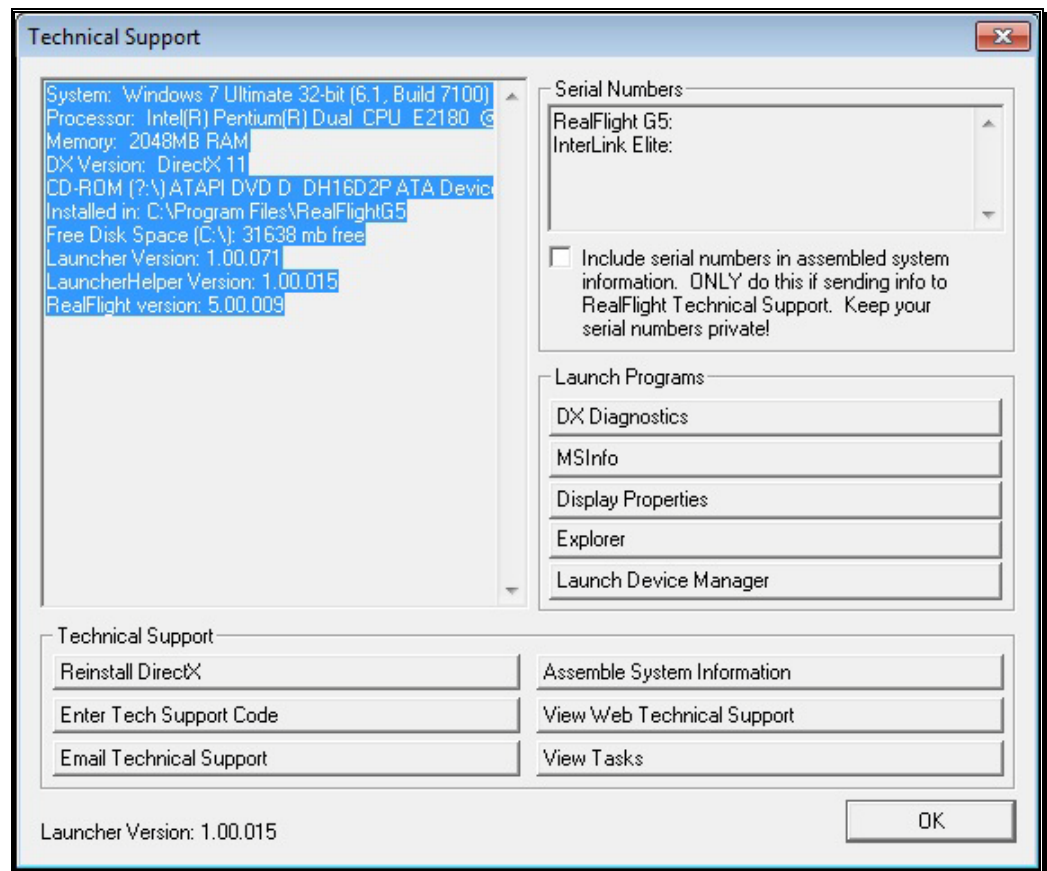 Technical Support
System: Windows 7 Ultimate 32-bit (6.1, Build 7100)
Processor: Intel(R) Pentium(R) Dual CPU E2180 @
Memory: 2048MB RAM
DX Version: DirectX 11
CD-ROM (?:\) ATAPI DVD D DH16D2P ATA Devic
Installed in: C:\Program Files\RealFlightG5
Free Disk Space (C:\): 31638 mb free
Launcher Version: 1.00.071
LauncherHelper Version: 1.00.015
RealFlight version: 5.00.009
Serial Numbers
RealFlight G5:
InterLink Elite:
Include serial numbers in assembled system
information. ONLY do this if sending info to
RealFlight Technical Support. Keep your
serial numbers private!
Launch Programs
DX Diagnostics
MSInfo
Display Properties
Explorer
Launch Device Manager
Technical Support
Reinstall DirectX
Assemble System Information
Enter Tech Support Code
View Web Technical Support
Email Technical Support
View Tasks
Launcher Version: 1.00.015
OK